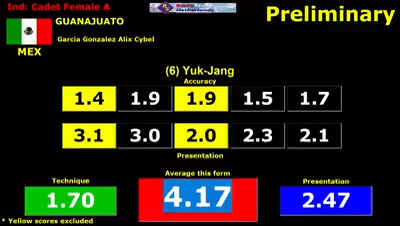 Ind: Cadet Female A
Preliminary
GUANAJUATO
Garcia Gonzalez Alix Cybel
MEX
(6) Yuk-Jang
Accuracy
1.4 1.9 1.9 1.5 1.7
3.1 3.0 2.0 2.3 2.1
Presentation
Technique
Average this form
Presentation
1.70 4.17 2.47
* Yellow scores excluded